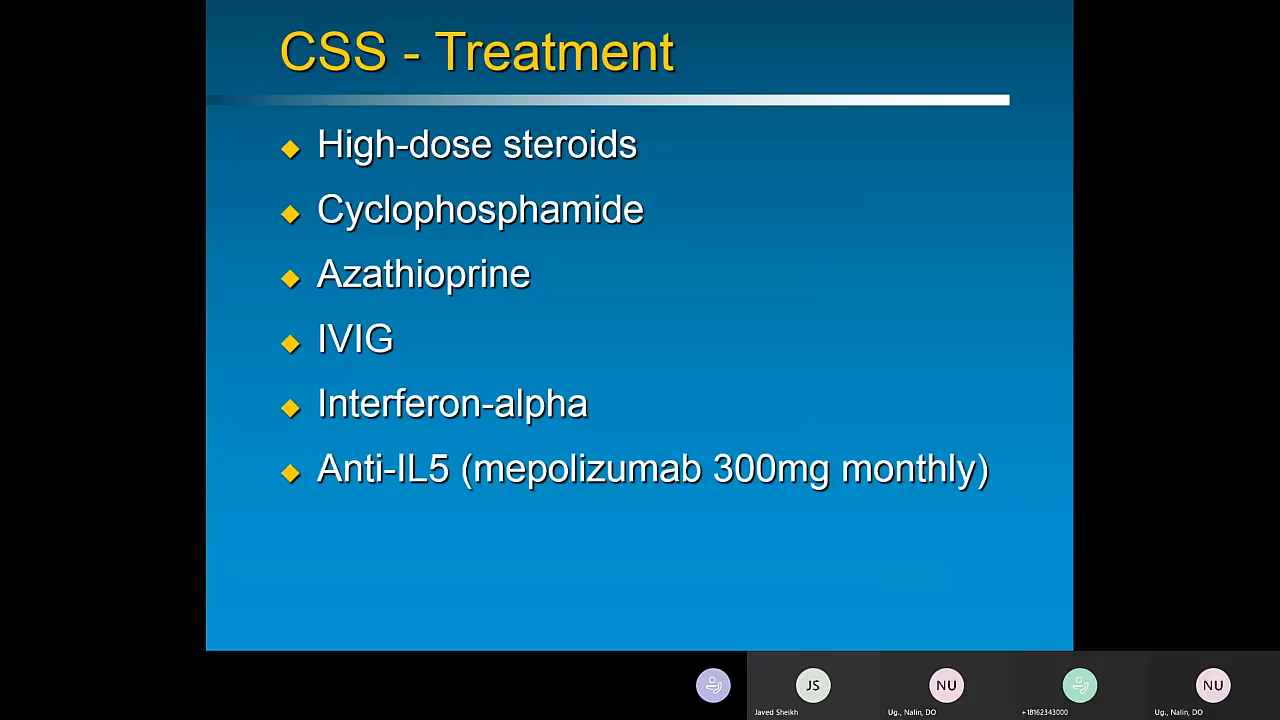 CSS - Treatment
High-dose steroids
Cyclophosphamide
Azathioprine
IVIG
Interferon-alpha
Anti-IL5 (mepolizumab 300mg monthly)
JS
NU
NU
Javed Sheikh
Ug., Nalin, DO
+18162343000
Ug., Nalin, DO